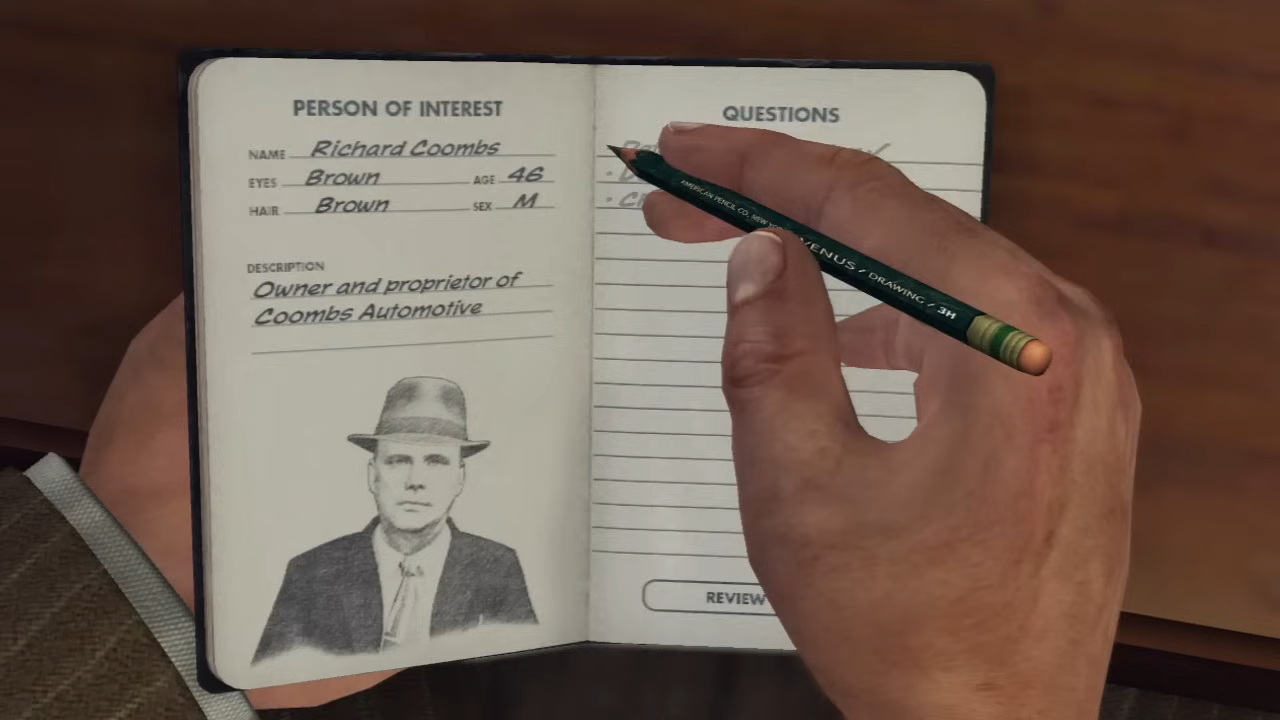 PERSON OF INTEREST
NAME Richard Coombs
EYES Brown AGE 46
HAIR Brown SEX M
DESCRIPTION
Owner and proprietor of
Coombs Automotive
QUESTIONS
REVIEW
AMERICAN PENCIL CO. NEW YORK VENUS / DRAWING / 3H